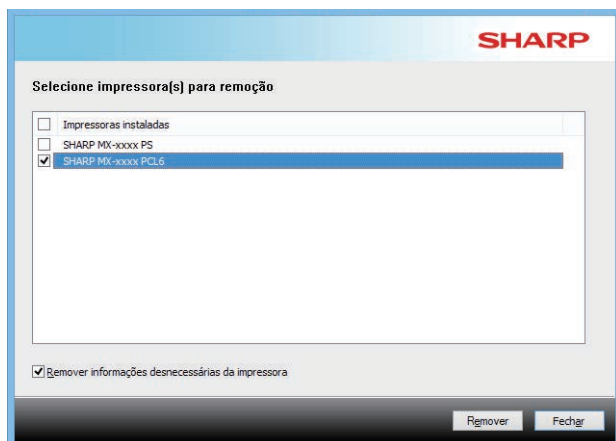 SHARP
Selecione impressora(s) para remoção
Impressoras instaladas
SHARP MX-xxxx PS
SHARP MX-xxxx PCL6
Remover informações desnecessárias da impressora
Remover Fechar